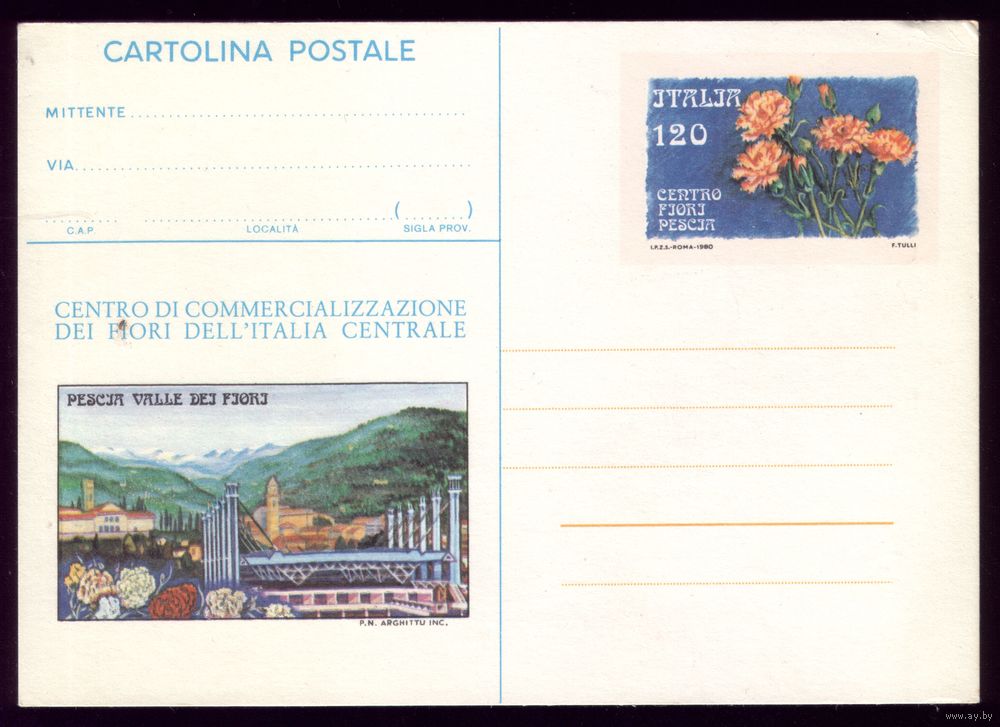 CARTOLINA POSTALE
MITTENTE
VIA
( )
C.A.P. LOCALITÀ SIGLA PROV.
CENTRO DI COMMERCIALIZZAZIONE
DEI FIORI DELL'ITALIA CENTRALE
PESCIA VALLE DEI FIORI
P.N. ARGHITTU INC.
ITALIA
120
CENTRO
FIORI
PESCIA
I.P.Z.S.-ROMA-1980 F. TULLI
www.ay.by